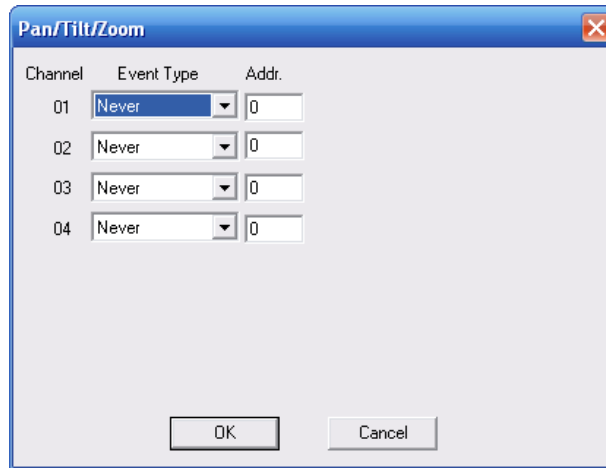 Pan/Tilt/Zoom
Channel Event Type Addr.
01 Never 0
02 Never 0
03 Never 0
04 Never 0
OK Cancel